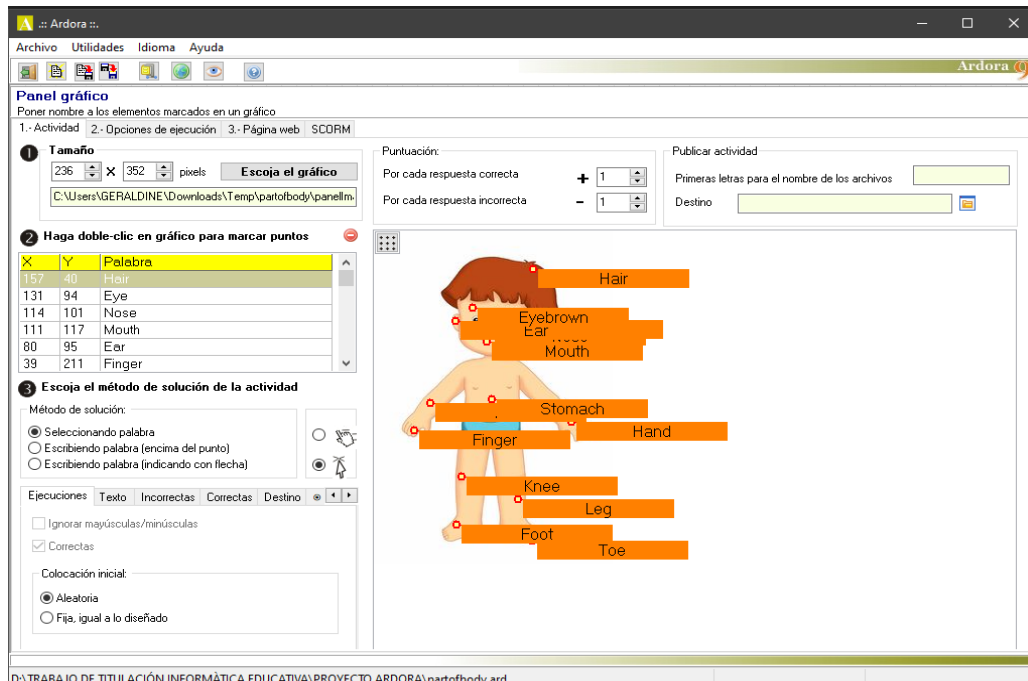 A .:: Ardora ::.
Archivo Utilidades Idioma Ayuda
Ardora 9
Panel gráfico
Poner nombre a los elementos marcados en un gráfico
1.- Actividad 2.- Opciones de ejecución 3.- Página web SCORM
1 Tamaño
236 X 352 pixels Escoja el gráfico
C:\Users\GERALDINE\Downloads\Temp\partofbody\panellm
Puntuación:
Por cada respuesta correcta + 1
Por cada respuesta incorrecta - 1
Publicar actividad
Primeras letras para el nombre de los archivos
Destino
2 Haga doble-clic en gráfico para marcar puntos
X Y Palabra
157 40 Hair
131 94 Eye
114 101 Nose
111 117 Mouth
80 95 Ear
39 211 Finger
3 Escoja el método de solución de la actividad
Método de solución:
Seleccionando palabra
Escribiendo palabra (encima del punto)
Escribiendo palabra (indicando con flecha)
Ejecuciones Texto Incorrectas Correctas Destino
Ignorar mayúsculas/minúsculas
Correctas
Colocación inicial:
Aleatoria
Fija, igual a lo diseñado
Hair
Eyebrown
Ear
Mouth
Stomach
Hand
Finger
Knee
Leg
Foot
Toe
D:\TRABAJO DE TITULACIÓN INFORMÀTICA EDUCATIVA\PROYECTO ARDORA\partofbody.ard